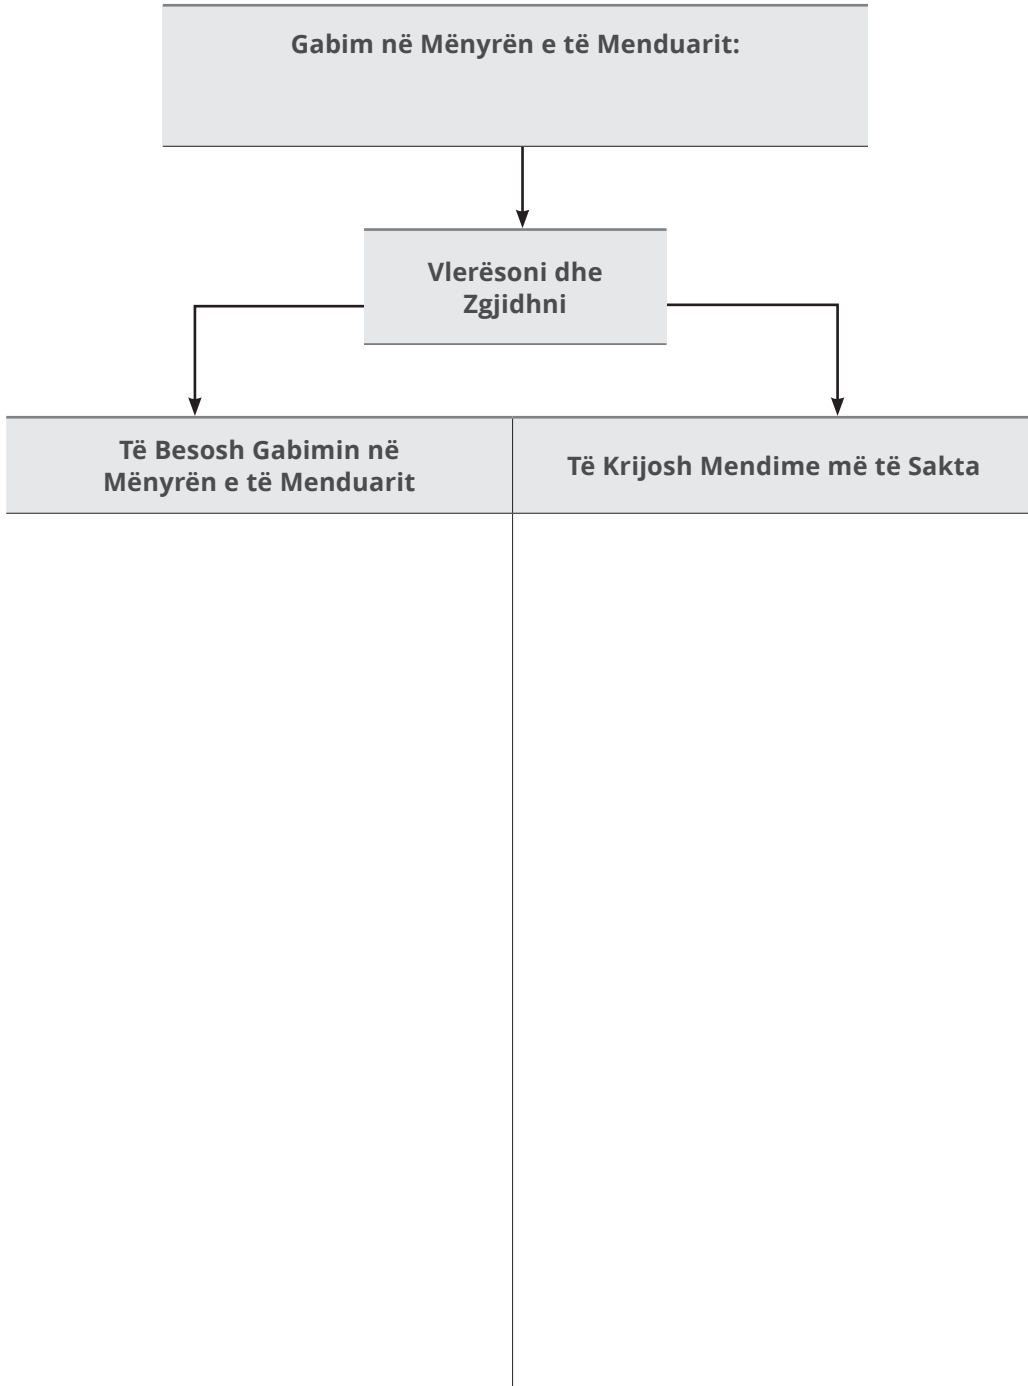 Gabim në Mënyrën e të Menduarit:
Vlerësoni dhe
Zgjidhni
Të Besosh Gabimin në
Mënyrën e të Menduarit
Të Krijosh Mendime më të Sakta